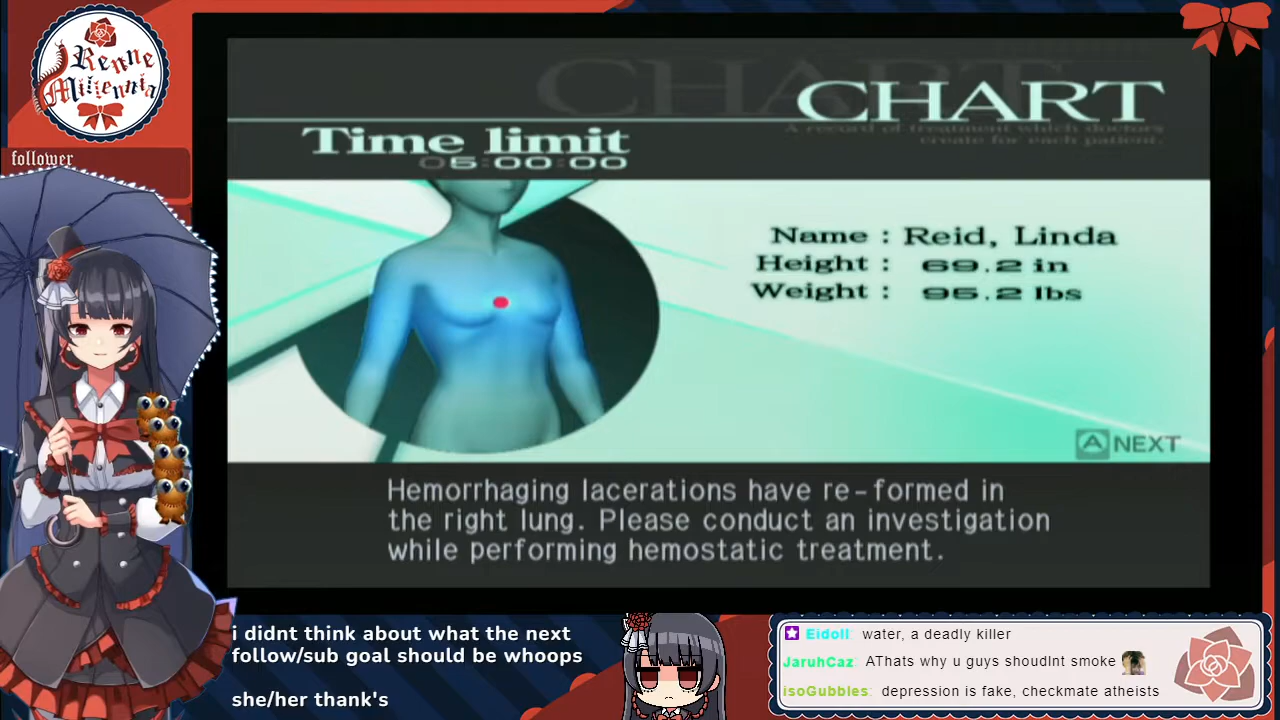 Renne
Millennia
follower
CHART
CHART
A record of treatment which doctors
create for each patient.
Time limit
05:00:00
Name : Reid, Linda
Height : 69.2 in
Weight : 95.2 lbs
A NEXT
Hemorrhaging lacerations have re-formed in
the right lung. Please conduct an investigation
while performing hemostatic treatment.
i didnt think about what the next
follow/sub goal should be whoops
she/her thank's
Eidoll: water, a deadly killer
JaruhCaz: AThats why u guys shoudlnt smoke
isoGubbles: depression is fake, checkmate atheists